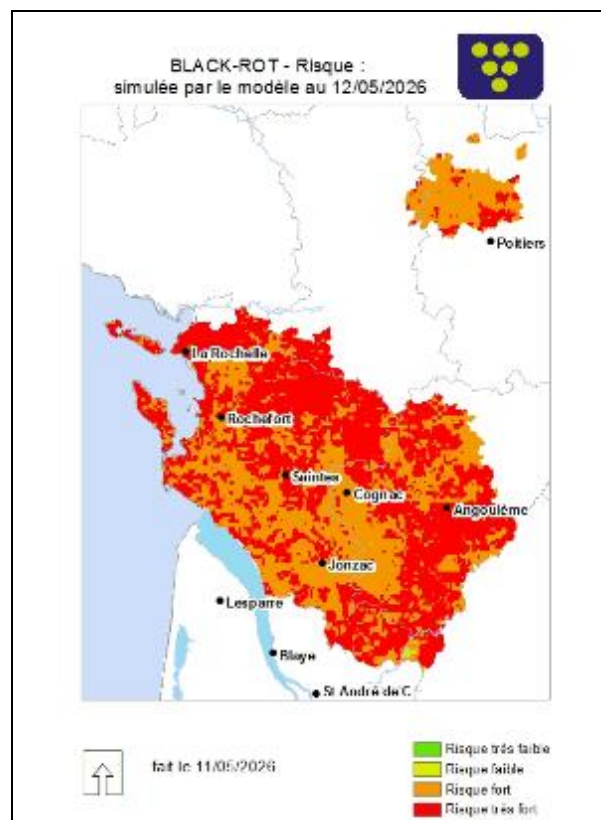 BLACK-ROT - Risque :
simulée par le modèle au 12/05/2026
Poitiers
La Rochelle
Rochefort
Saintes
Cognac
Angoulême
Jonzac
Lesparre
Blaye
St André de C
fait le 11/05/2026
Risque très faible
Risque faible
Risque fort
Risque très fort